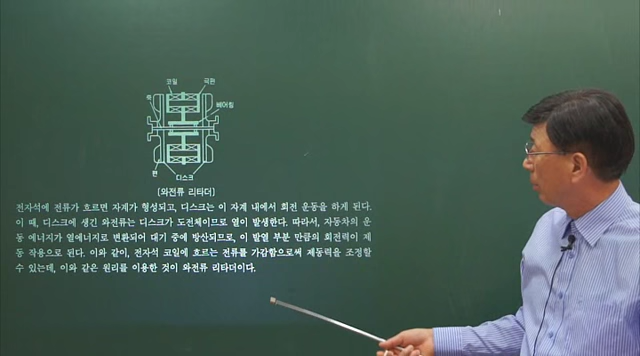 코일 극판
축 베어링
팬
디스크
[와전류 리타더]
전자석에 전류가 흐르면 자계가 형성되고, 디스크는 이 자계 내에서 회전 운동을 하게 된다.
이 때, 디스크에 생긴 와전류는 디스크가 도전체이므로 열이 발생한다. 따라서, 자동차의 운
동 에너지가 열에너지로 변환되어 대기 중에 방산되므로, 이 발열 부분 만큼의 회전력이 제
동 작용으로 된다. 이와 같이, 전자석 코일에 흐르는 전류를 가감함으로써 제동력을 조정할
수 있는데, 이와 같은 원리를 이용한 것이 와전류 리타더이다.